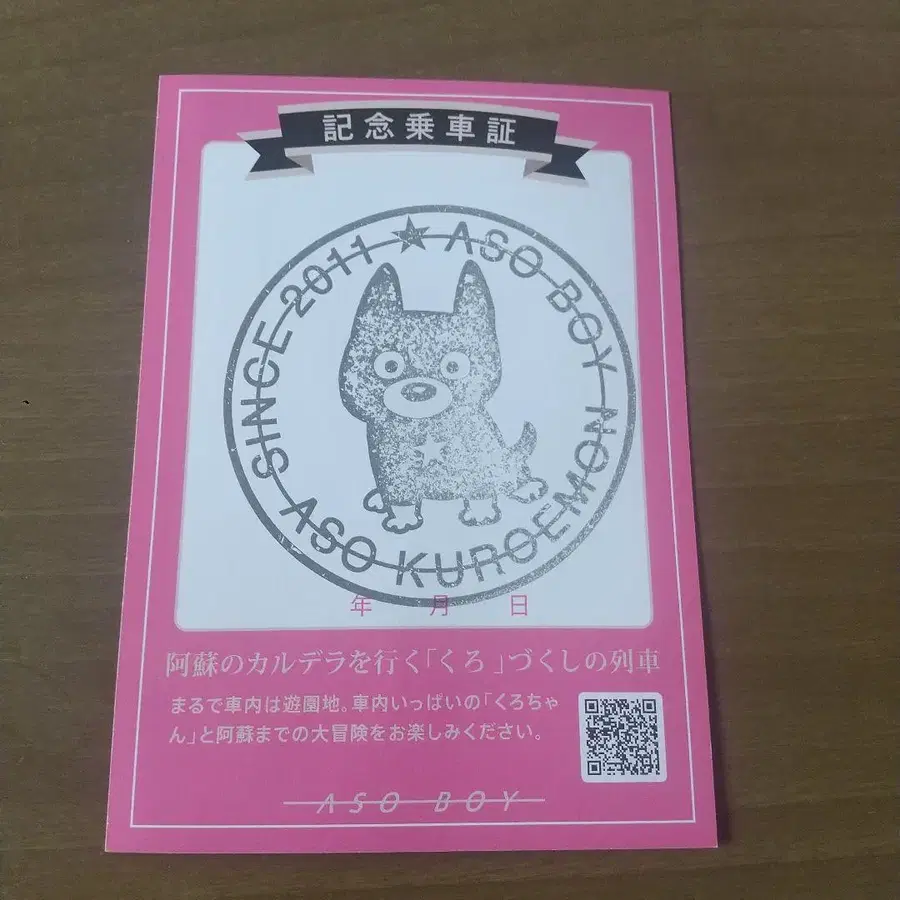 記念乗車証
SINCE 2011 ★ ASO BOY
ASO KUROEMON
年 月 日
阿蘇のカルデラを行く「くろ」づくしの列車
まるで車内は遊園地。車内いっぱいの「くろちゃ
ん」と阿蘇までの大冒険をお楽しみください。
ASO BOY